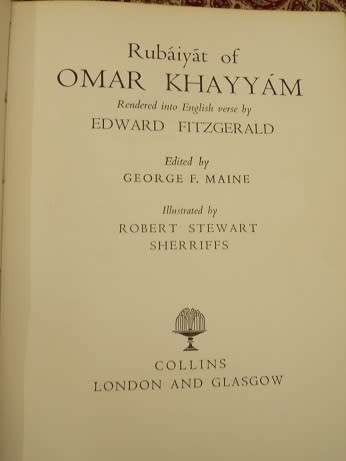 Rubáiyát of
OMAR KHAYYÁM
Rendered into English verse by
EDWARD FITZGERALD
Edited by
GEORGE F. MAINE
Illustrated by
ROBERT STEWART
SHERRIFFS
COLLINS
LONDON AND GLASGOW